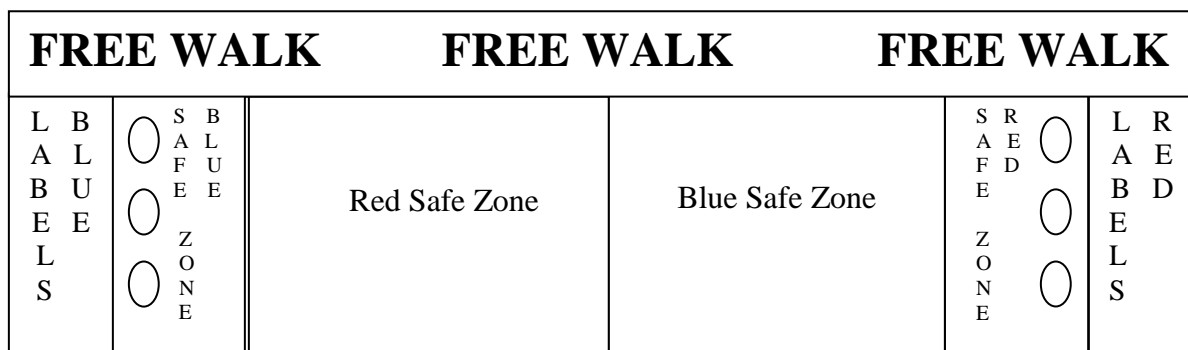 FREE WALK FREE WALK FREE WALK
LABELS
BLUE
SAFE ZONE
BLUE
Red Safe Zone
Blue Safe Zone
SAFE ZONE
RED
LABELS
RED